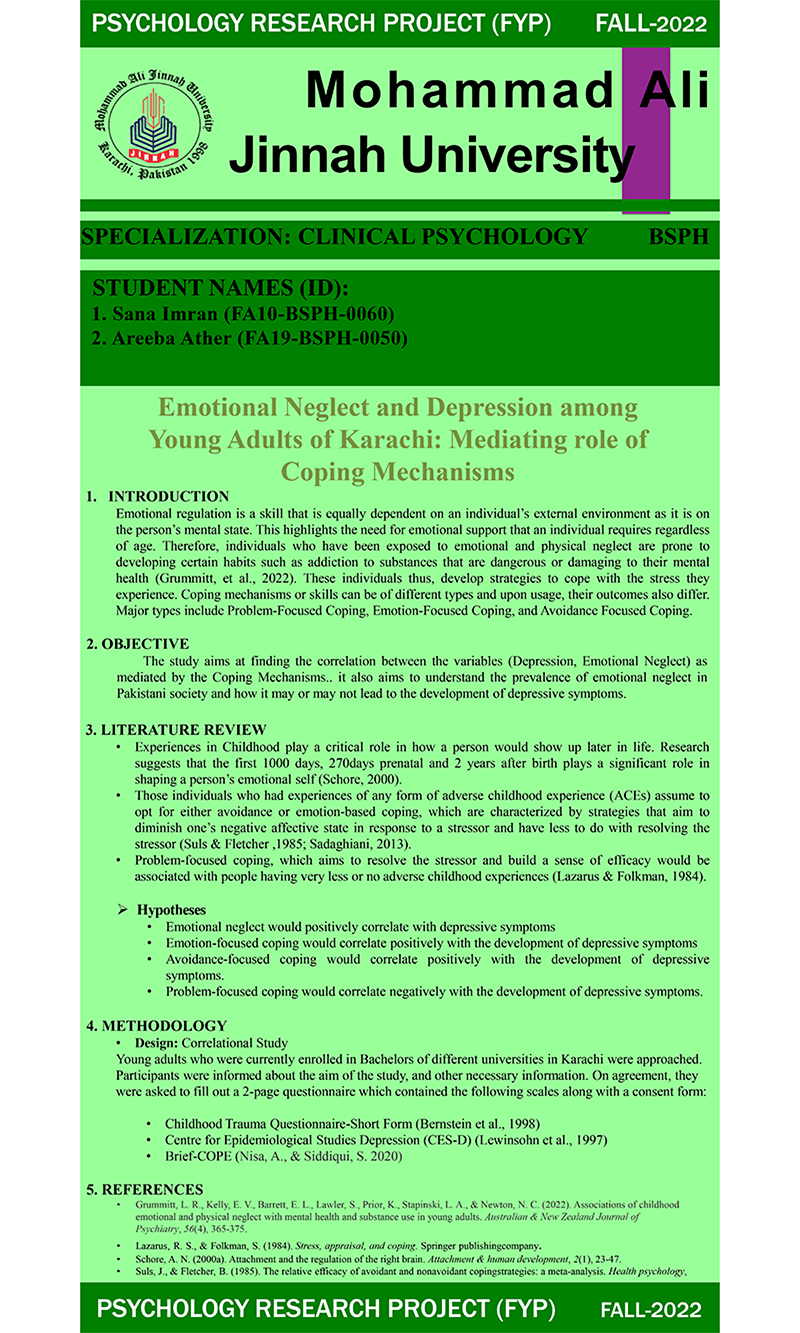 PSYCHOLOGY RESEARCH PROJECT (FYP) FALL-2022
Mohammad Ali
Jinnah University
Mohammad Ali Jinnah University
JINNAH
Karachi, Pakistan 1998
SPECIALIZATION: CLINICAL PSYCHOLOGY BSPH
STUDENT NAMES (ID):
1. Sana Imran (FA10-BSPH-0060)
2. Areeba Ather (FA19-BSPH-0050)
Emotional Neglect and Depression among
Young Adults of Karachi: Mediating role of
Coping Mechanisms
1. INTRODUCTION
Emotional regulation is a skill that is equally dependent on an individual's external environment as it is on
the person's mental state. This highlights the need for emotional support that an individual requires regardless
of age. Therefore, individuals who have been exposed to emotional and physical neglect are prone to
developing certain habits such as addiction to substances that are dangerous or damaging to their mental
health (Grummitt, et al., 2022). These individuals thus, develop strategies to cope with the stress they
experience. Coping mechanisms or skills can be of different types and upon usage, their outcomes also differ.
Major types include Problem-Focused Coping, Emotion-Focused Coping, and Avoidance Focused Coping.
2. OBJECTIVE
The study aims at finding the correlation between the variables (Depression, Emotional Neglect) as
mediated by the Coping Mechanisms.. it also aims to understand the prevalence of emotional neglect in
Pakistani society and how it may or may not lead to the development of depressive symptoms.
3. LITERATURE REVIEW
• Experiences in Childhood play a critical role in how a person would show up later in life. Research
suggests that the first 1000 days, 270days prenatal and 2 years after birth plays a significant role in
shaping a person's emotional self (Schore, 2000).
• Those individuals who had experiences of any form of adverse childhood experience (ACEs) assume to
opt for either avoidance or emotion-based coping, which are characterized by strategies that aim to
diminish one's negative affective state in response to a stressor and have less to do with resolving the
stressor (Suls & Fletcher ,1985; Sadaghiani, 2013).
• Problem-focused coping, which aims to resolve the stressor and build a sense of efficacy would be
associated with people having very less or no adverse childhood experiences (Lazarus & Folkman, 1984).
➢ Hypotheses
• Emotional neglect would positively correlate with depressive symptoms
• Emotion-focused coping would correlate positively with the development of depressive symptoms
• Avoidance-focused coping would correlate positively with the development of depressive
symptoms.
• Problem-focused coping would correlate negatively with the development of depressive symptoms.
4. METHODOLOGY
• Design: Correlational Study
Young adults who were currently enrolled in Bachelors of different universities in Karachi were approached.
Participants were informed about the aim of the study, and other necessary information. On agreement, they
were asked to fill out a 2-page questionnaire which contained the following scales along with a consent form:
• Childhood Trauma Questionnaire-Short Form (Bernstein et al., 1998)
• Centre for Epidemiological Studies Depression (CES-D) (Lewinsohn et al., 1997)
• Brief-COPE (Nisa, A., & Siddiqui, S. 2020)
5. REFERENCES
• Grummitt, L. R., Kelly, E. V., Barrett, E. L., Lawler, S., Prior, K., Stapinski, L. A., & Newton, N. C. (2022). Associations of childhood
emotional and physical neglect with mental health and substance use in young adults. Australian & New Zealand Journal of
Psychiatry, 56(4), 365-375.
• Lazarus, R. S., & Folkman, S. (1984). Stress, appraisal, and coping. Springer publishingcompany.
• Schore, A. N. (2000a). Attachment and the regulation of the right brain. Attachment & human development, 2(1), 23-47.
• Suls, J., & Fletcher, B. (1985). The relative efficacy of avoidant and nonavoidant copingstrategies: a meta-analysis. Health psychology,
PSYCHOLOGY RESEARCH PROJECT (FYP) FALL-2022